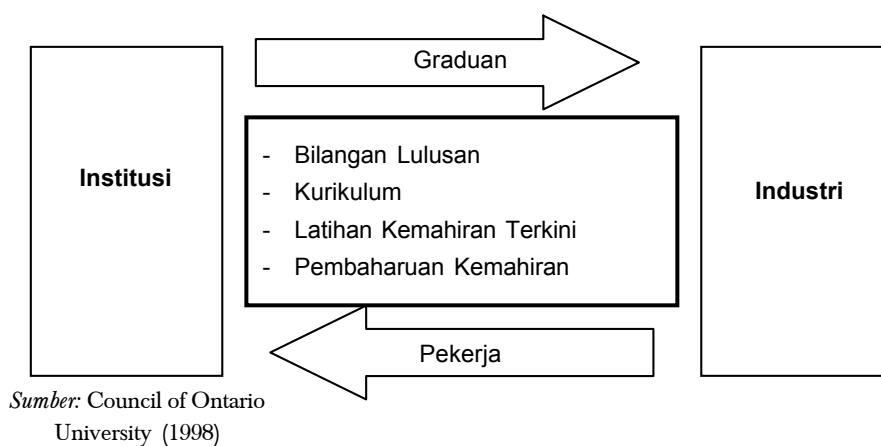 Graduan
Institusi
- Bilangan Lulusan
- Kurikulum
- Latihan Kemahiran Terkini
- Pembaharuan Kemahiran
Industri
Pekerja
Sumber: Council of Ontario
University (1998)